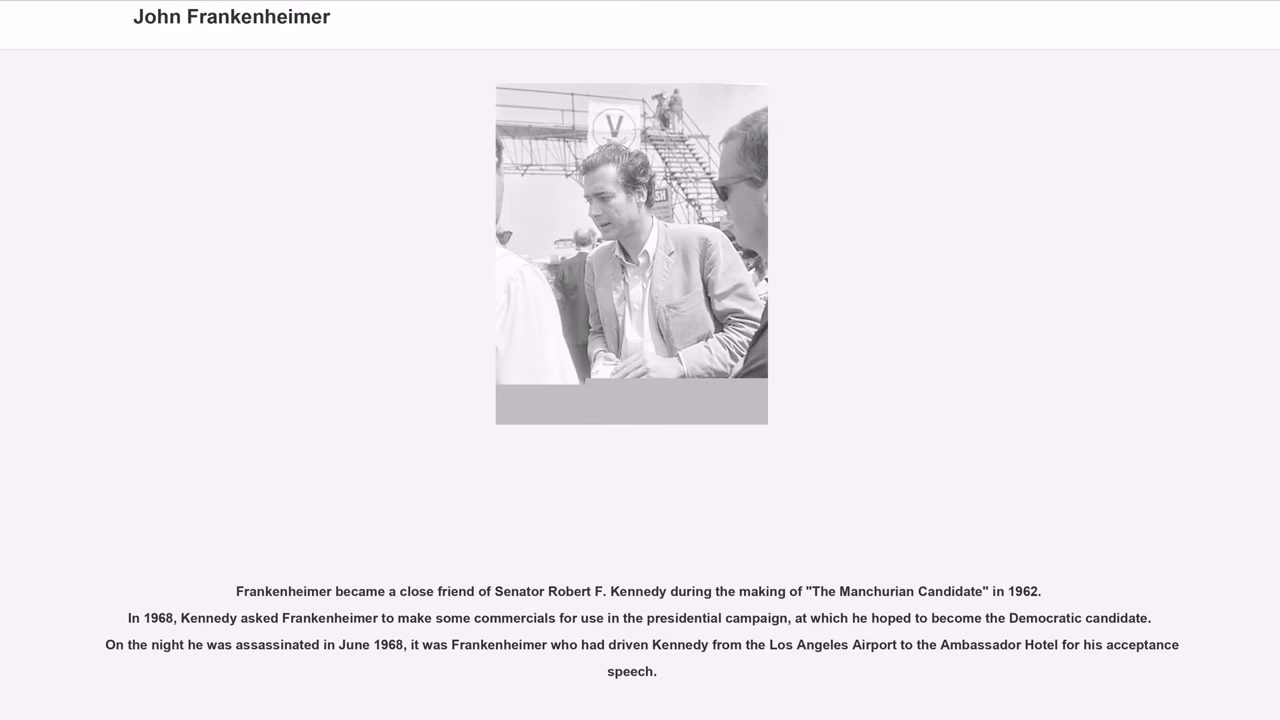 John Frankenheimer
V
SH
Frankenheimer became a close friend of Senator Robert F. Kennedy during the making of "The Manchurian Candidate" in 1962.
In 1968, Kennedy asked Frankenheimer to make some commercials for use in the presidential campaign, at which he hoped to become the Democratic candidate.
On the night he was assassinated in June 1968, it was Frankenheimer who had driven Kennedy from the Los Angeles Airport to the Ambassador Hotel for his acceptance
speech.